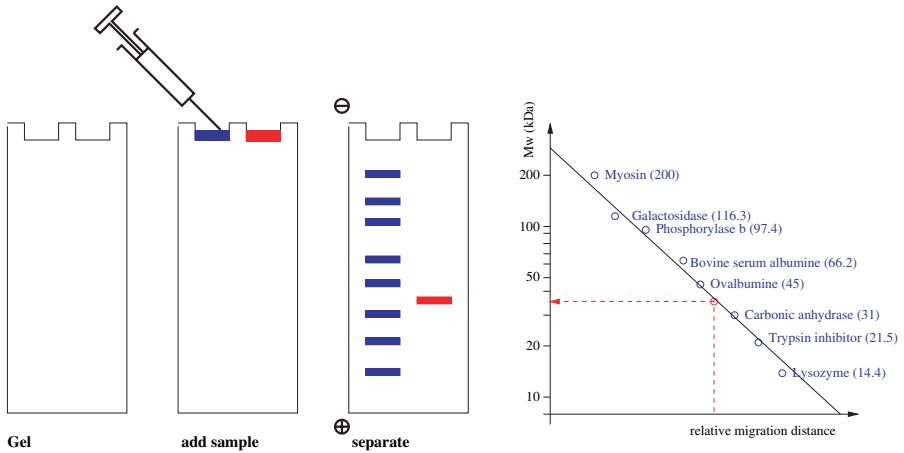 Gel
add sample
⊖
⊕
separate
Mw (kDa)
200
100
50
20
10
Myosin (200)
Galactosidase (116.3)
Phosphorylase b (97.4)
Bovine serum albumine (66.2)
Ovalbumine (45)
Carbonic anhydrase (31)
Trypsin inhibitor (21.5)
Lysozyme (14.4)
relative migration distance